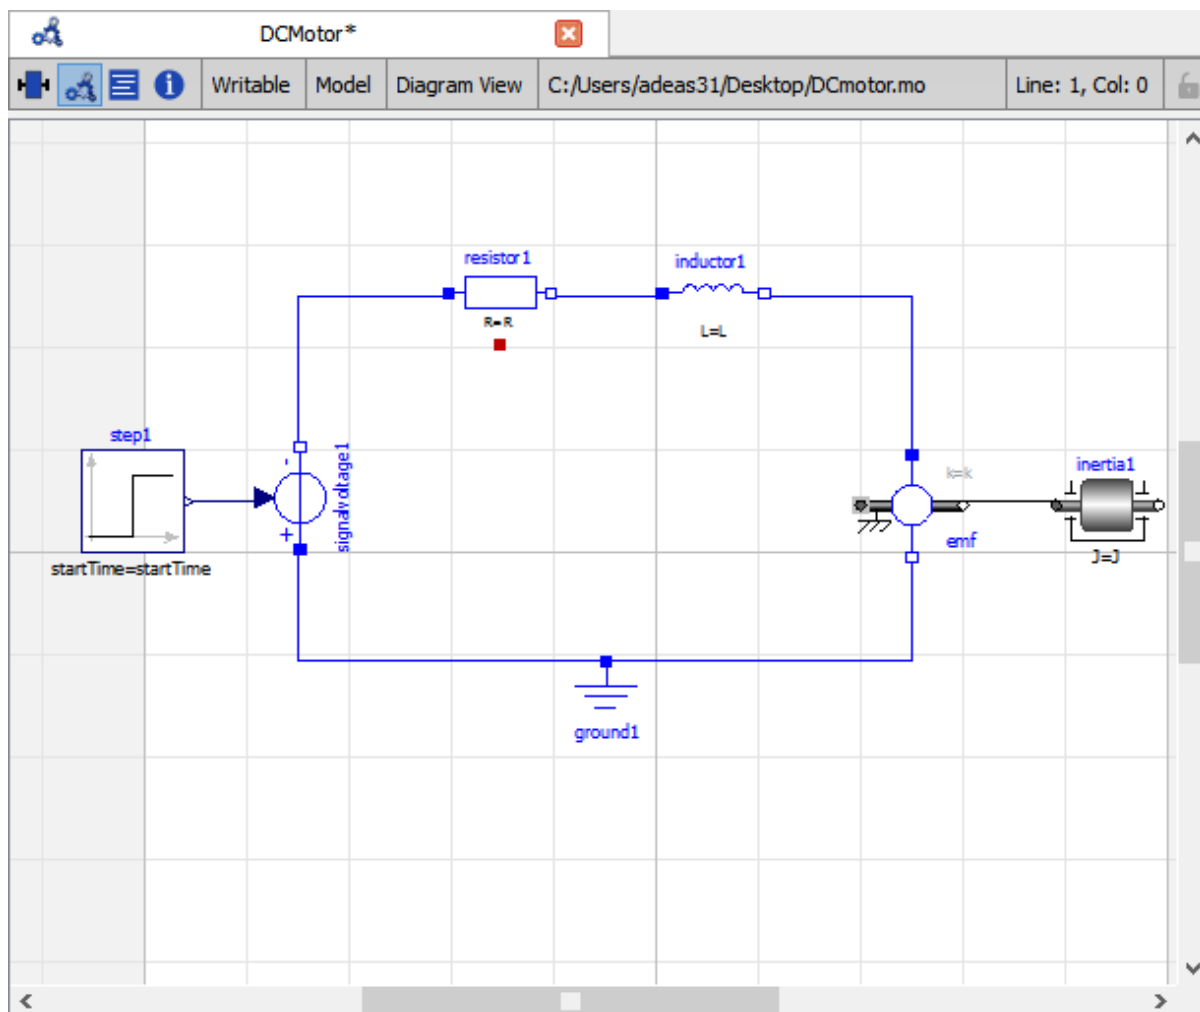 DCMotor*
Writable Model Diagram View C:/Users/adeas31/Desktop/DCmotor.mo Line: 1, Col: 0
resistor1
inductor1
R=R
L=L
step1
signalvoltage1
-
+
k=k
inertia1
emf
J=J
startTime=startTime
ground1